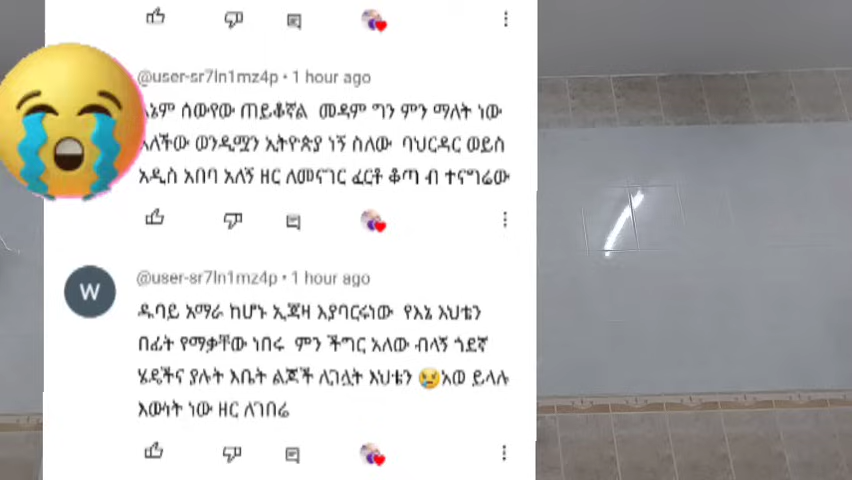 @user-sr7ln1mz4p • 1 hour ago
ሰውየው ጠይቆኛል መዳም ግን ምን ማለት ነው
ወንዲሟን ኢትዮጵያ ነኝ ስለው ባህርዳር ወይስ
አዲስ አበባ አለኝ ዘር ለመናገር ፈርቶ ቆጣ ብ ተናግሬው
W
@user-sr7ln1mz4p • 1 hour ago
ዱባይ አማራ ከሆኑ ኢጃዛ እያባርሩነው የእኔ እህቴን
በፊት የማቃቸው ነበሩ ምን ችግር አለው ብላኝ ጎደኛ
ሄዴችና ያሉት እቤት ልጆች ለገሏት እህቴን 😢አወ ይላሉ
እውነት ነው ዘር ለገበሬ